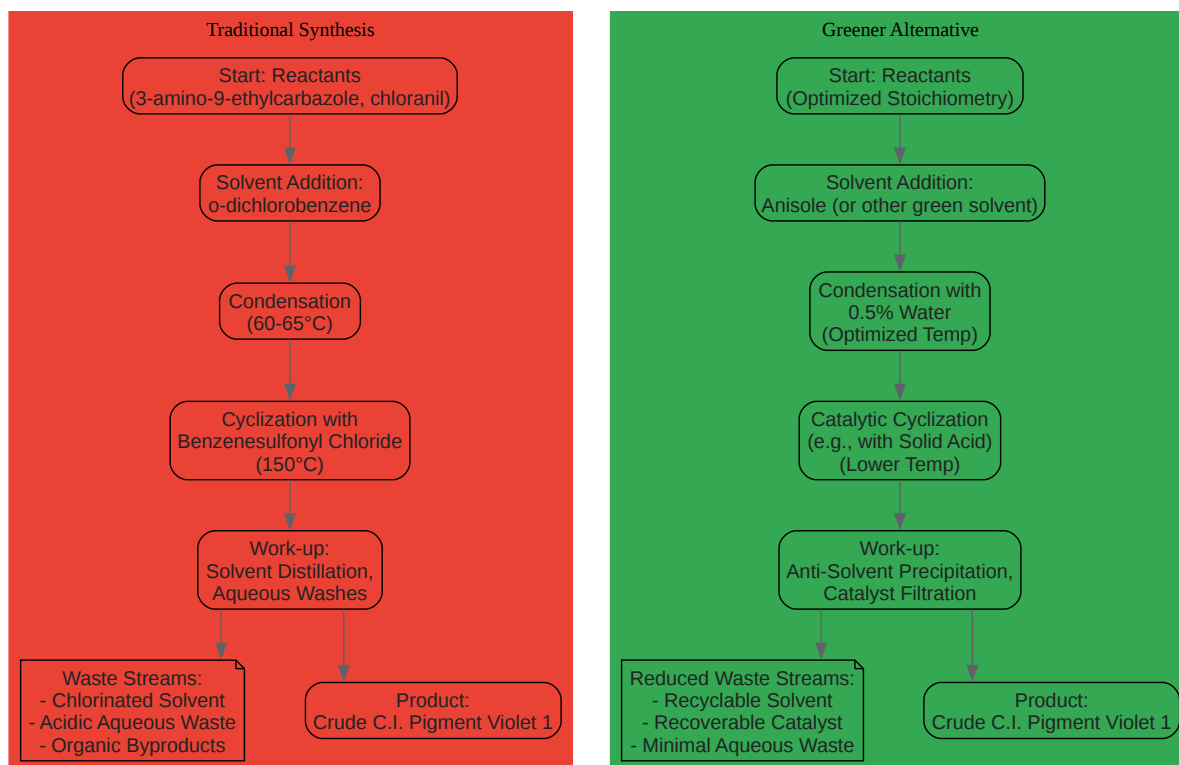 Traditional Synthesis
Start: Reactants
(3-amino-9-ethylcarbazole, chloranil)
Solvent Addition:
o-dichlorobenzene
Condensation
(60-65°C)
Cyclization with
Benzenesulfonyl Chloride
(150°C)
Work-up:
Solvent Distillation,
Aqueous Washes
Waste Streams:
- Chlorinated Solvent
- Acidic Aqueous Waste
- Organic Byproducts
Product:
Crude C.I. Pigment Violet 1
Greener Alternative
Start: Reactants
(Optimized Stoichiometry)
Solvent Addition:
Anisole (or other green solvent)
Condensation with
0.5% Water
(Optimized Temp)
Catalytic Cyclization
(e.g., with Solid Acid)
(Lower Temp)
Work-up:
Anti-Solvent Precipitation,
Catalyst Filtration
Reduced Waste Streams:
- Recyclable Solvent
- Recoverable Catalyst
- Minimal Aqueous Waste
Product:
Crude C.I. Pigment Violet 1